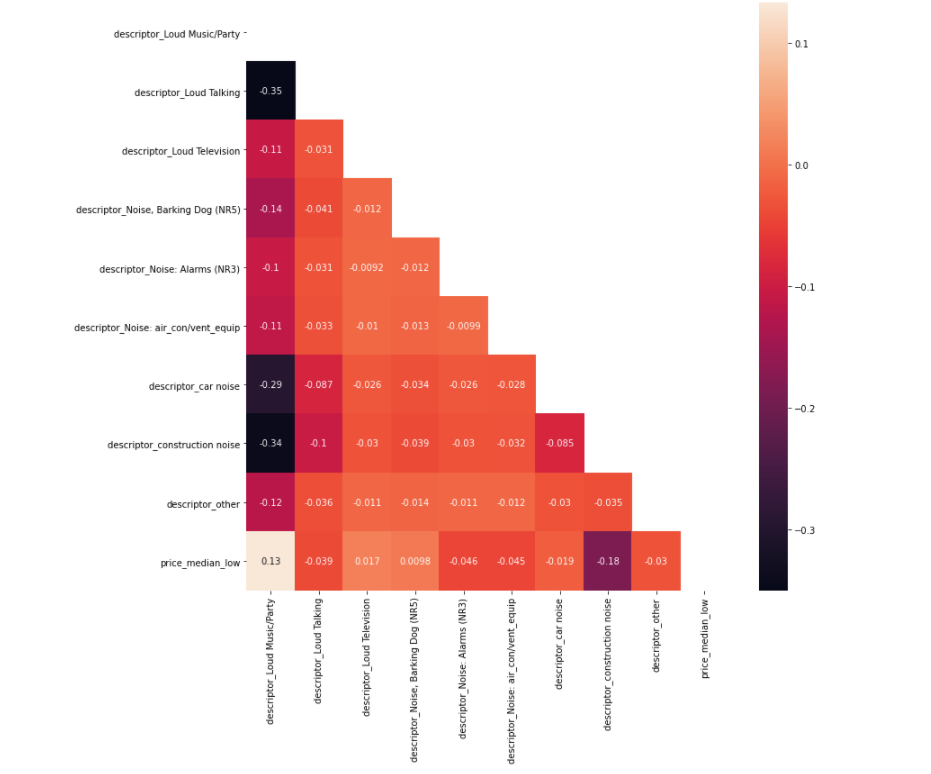 descriptor_Loud Music/Party
descriptor_Loud Talking -0.35
descriptor_Loud Television -0.11 -0.031
descriptor_Noise, Barking Dog (NR5) -0.14 -0.041 -0.012
descriptor_Noise: Alarms (NR3) -0.1 -0.031 -0.0092 -0.012
descriptor_Noise: air_con/vent_equip -0.11 -0.033 -0.01 -0.013 -0.0099
descriptor_car noise -0.29 -0.087 -0.026 -0.034 -0.026 -0.028
descriptor_construction noise -0.34 -0.1 -0.03 -0.039 -0.03 -0.032 -0.085
descriptor_other -0.12 -0.036 -0.011 -0.014 -0.011 -0.012 -0.03 -0.035
price_median_low 0.13 -0.039 0.017 0.0098 -0.046 -0.045 -0.019 -0.18 -0.03
descriptor_Loud Music/Party
descriptor_Loud Talking
descriptor_Loud Television
descriptor_Noise, Barking Dog (NR5)
descriptor_Noise: Alarms (NR3)
descriptor_Noise: air_con/vent_equip
descriptor_car noise
descriptor_construction noise
descriptor_other
price_median_low
0.1
0.0
−0.1
−0.2
−0.3